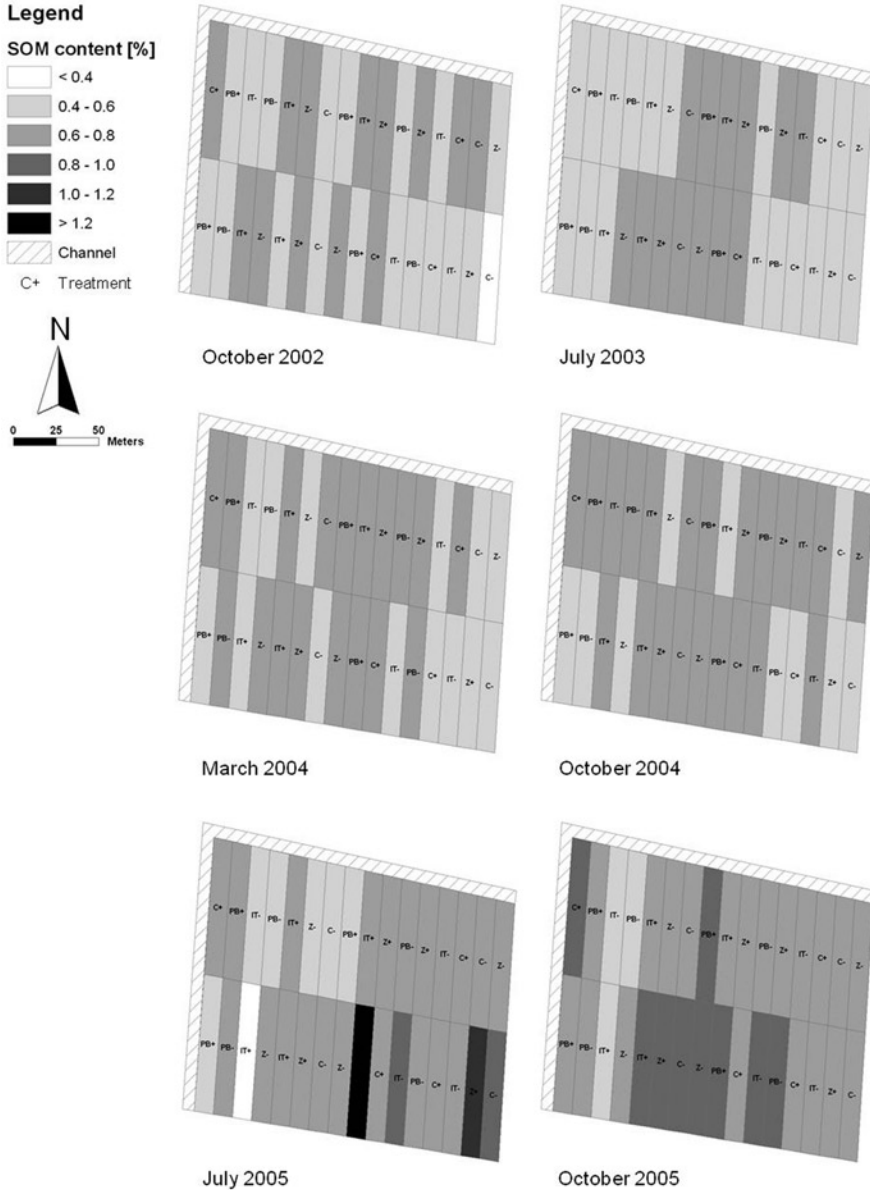 Legend
SOM content [%]
< 0.4
0.4 - 0.6
0.6 - 0.8
0.8 - 1.0
1.0 - 1.2
> 1.2
Channel
C+ Treatment
N
0 25 50 Meters
C+ PB+ IT- PB- IT+ Z- C- PB+ IT+ Z+ PB- Z+ IT- C+ C- Z-
PB+ PB- IT+ Z- IT+ Z+ C- Z- PB+ C+ IT- PB- C+ IT- Z+ C-
October 2002
C+ PB+ IT- PB- IT+ Z- C- PB+ IT+ Z+ PB- Z+ IT- C+ C- Z-
PB+ PB- IT+ Z- IT+ Z+ C- Z- PB+ C+ IT- PB- C+ IT- Z+ C-
July 2003
C+ PB+ IT- PB- IT+ Z- C- PB+ IT+ Z+ PB- Z+ IT- C+ C- Z-
PB+ PB- IT+ Z- IT+ Z+ C- Z- PB+ C+ IT- PB- C+ IT- Z+ C-
March 2004
C+ PB+ IT- PB- IT+ Z- C- PB+ IT+ Z+ PB- Z+ IT- C+ C- Z-
PB+ PB- IT+ Z- IT+ Z+ C- Z- PB+ C+ IT- PB- C+ IT- Z+ C-
October 2004
C+ PB+ IT- PB- IT+ Z- C- PB+ IT+ Z+ PB- Z+ IT- C+ C- Z-
PB+ PB- IT+ Z- IT+ Z+ C- Z- C+ IT- PB- C+ IT- Z+ C-
July 2005
C+ PB+ IT- PB- IT+ Z- C- PB+ IT+ Z+ PB- Z+ IT- C+ C- Z-
PB+ PB- IT+ Z- IT+ Z+ C- Z- PB+ C+ IT- PB- C+ IT- Z+ C-
October 2005